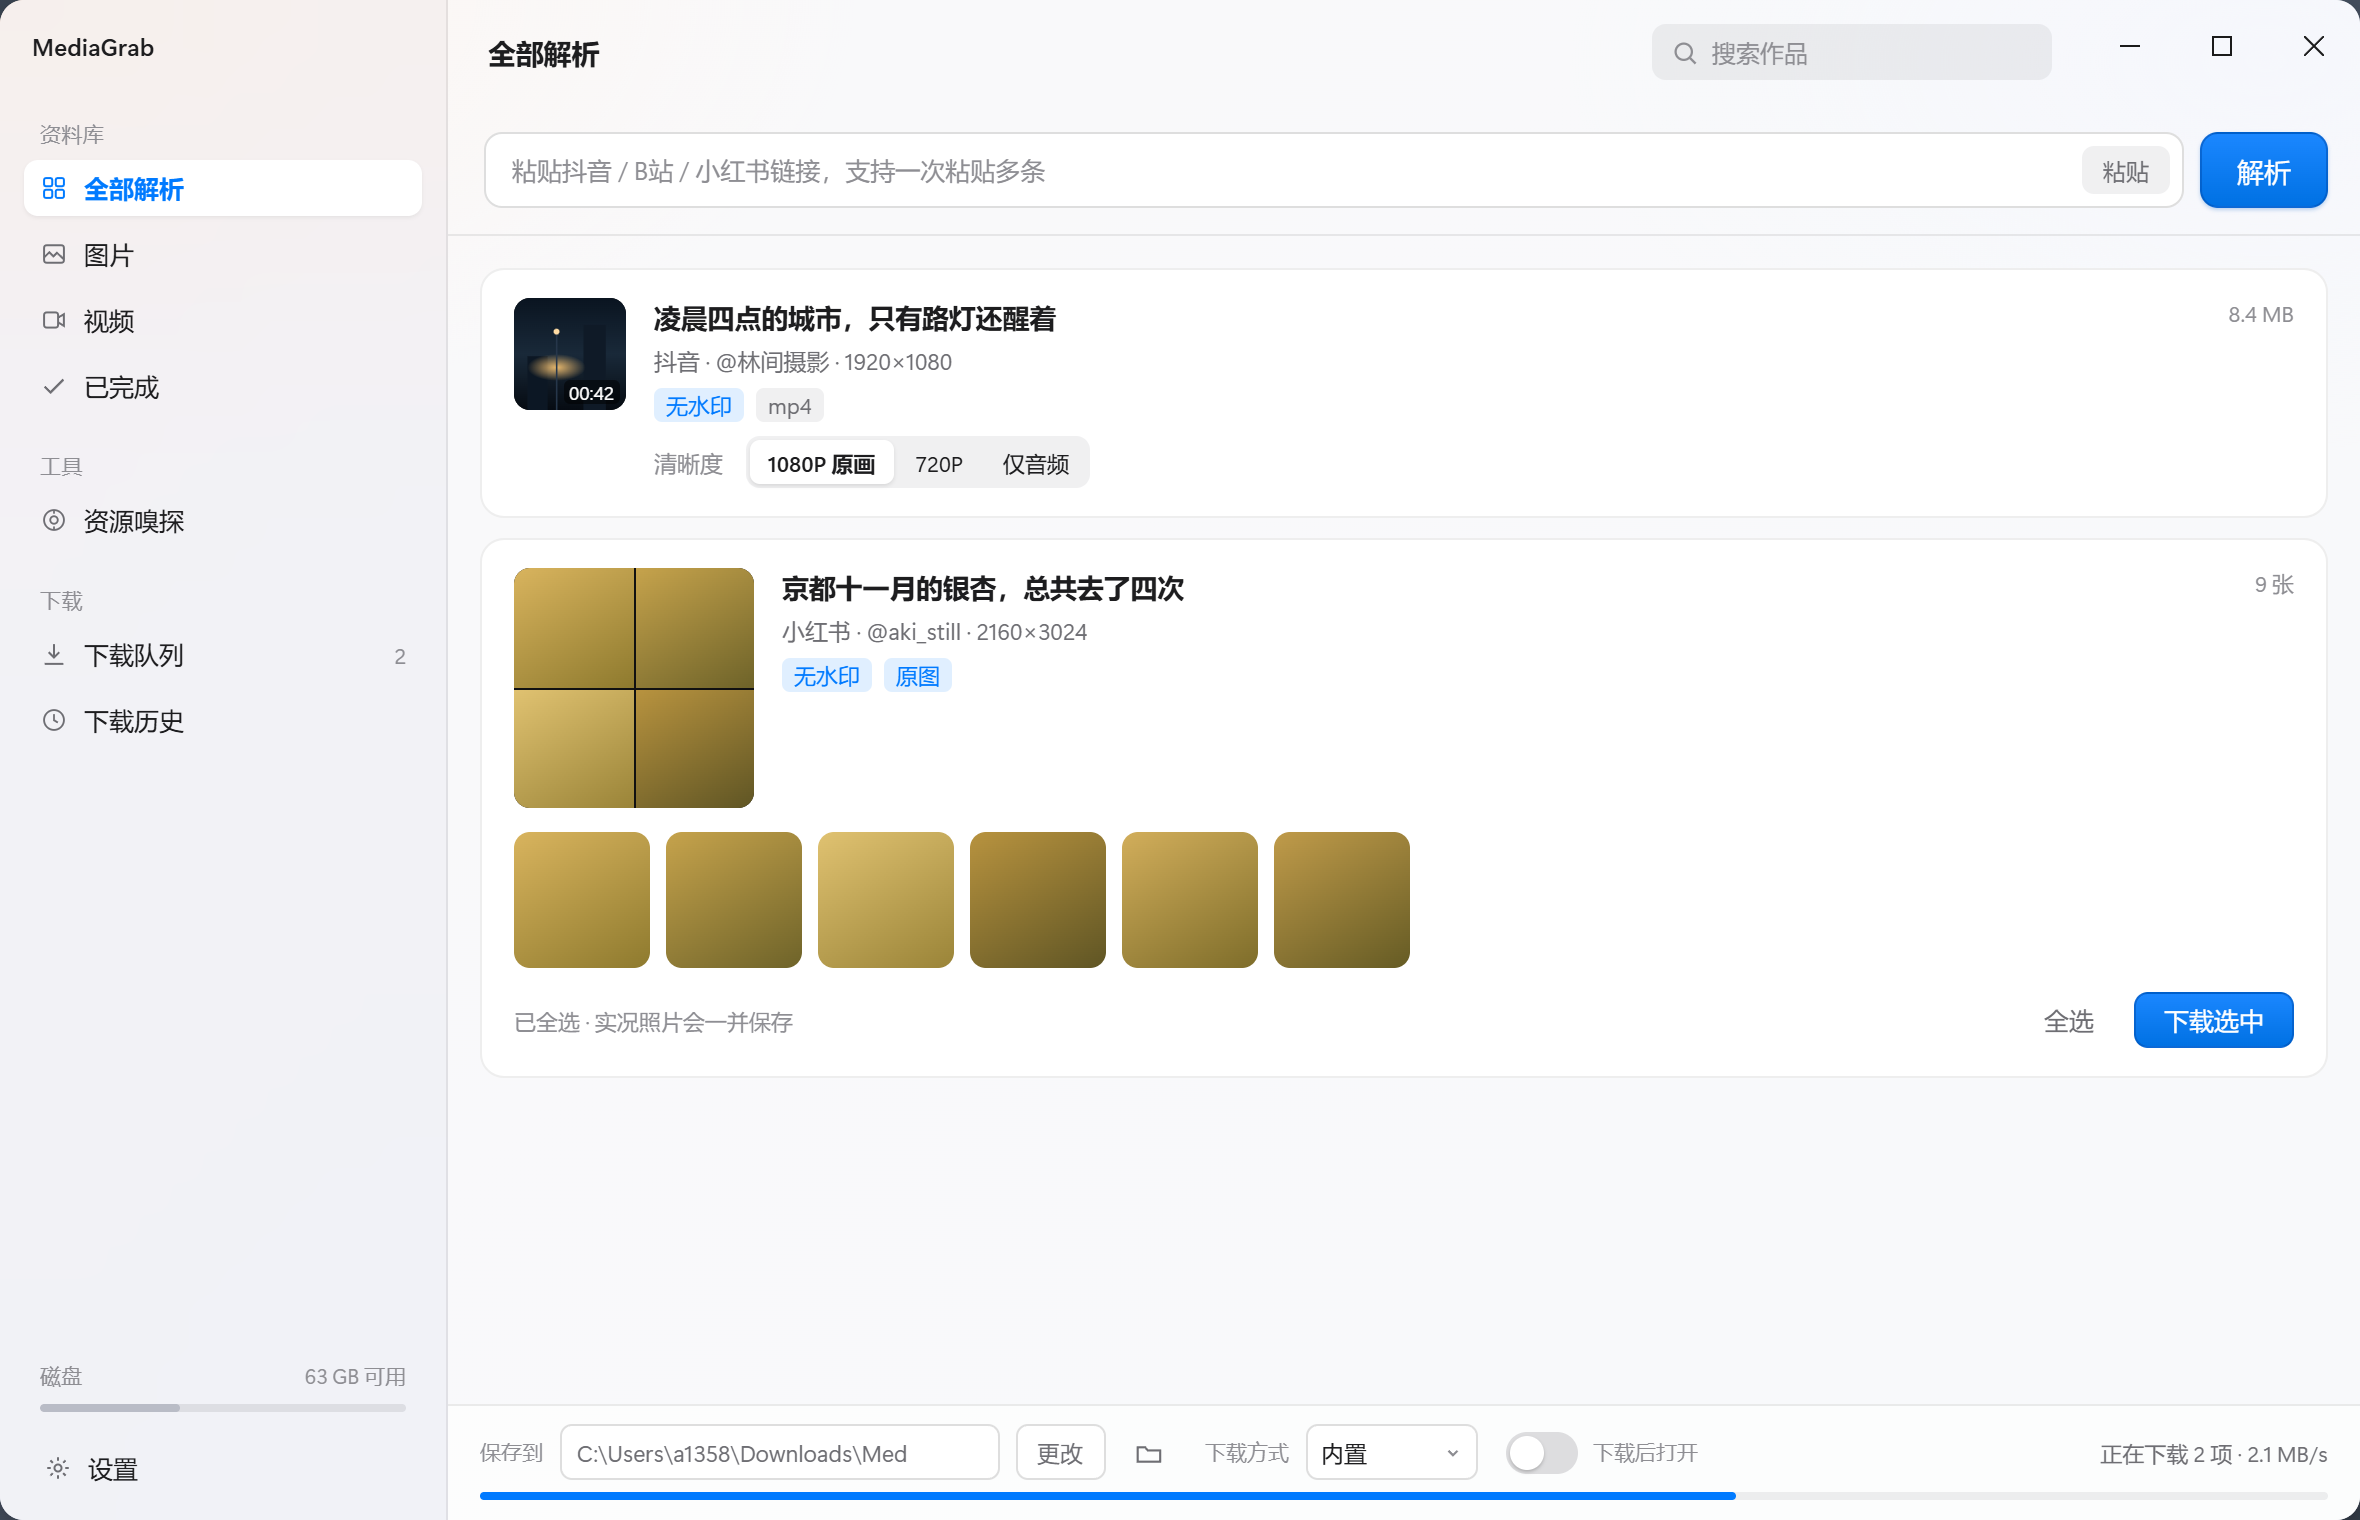 MediaGrab
资料库
全部解析
图片
视频
已完成
工具
资源嗅探
下载
下载队列 2
下载历史
磁盘 63 GB 可用
设置
全部解析
搜索作品
粘贴抖音 / B站 / 小红书链接，支持一次粘贴多条
粘贴
解析
00:42
凌晨四点的城市，只有路灯还醒着
8.4 MB
抖音 · @林间摄影 · 1920×1080
无水印 mp4
清晰度 1080P 原画 720P 仅音频
京都十一月的银杏，总共去了四次
9 张
小红书 · @aki_still · 2160×3024
无水印 原图
已全选 · 实况照片会一并保存
全选 下载选中
保存到 C:\Users\a1358\Downloads\Med 更改 下载方式 内置 下载后打开 正在下载 2 项 · 2.1 MB/s